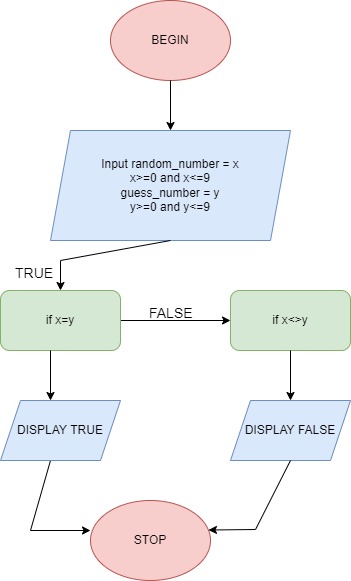 BEGIN
Input random_number = x
x>=0 and x<=9
guess_number = y
y>=0 and y<=9
TRUE
if x=y
FALSE
if x<>y
DISPLAY TRUE
DISPLAY FALSE
STOP